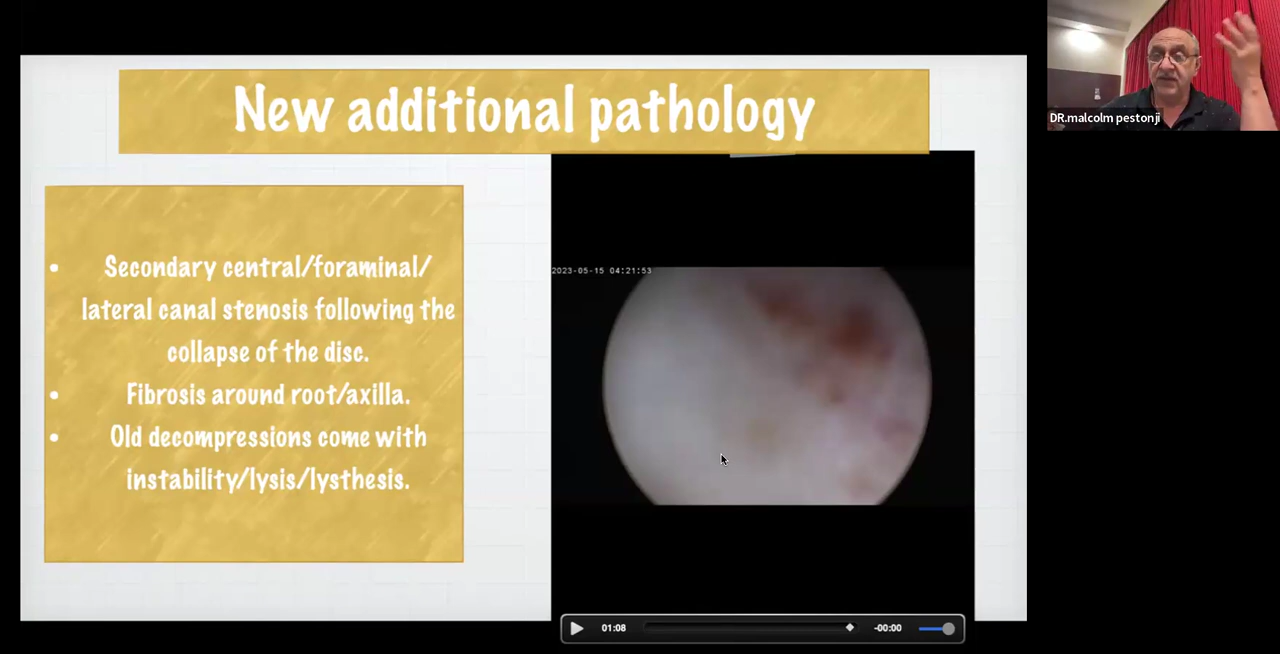 New additional pathology
DR.malcolm pestonji
• Secondary central/foraminal/
lateral canal stenosis following the
collapse of the disc.
• Fibrosis around root/axilla.
• Old decompressions come with
instability/lysis/lysthesis.
2023-05-15 04:21:53
01:08
-00:00